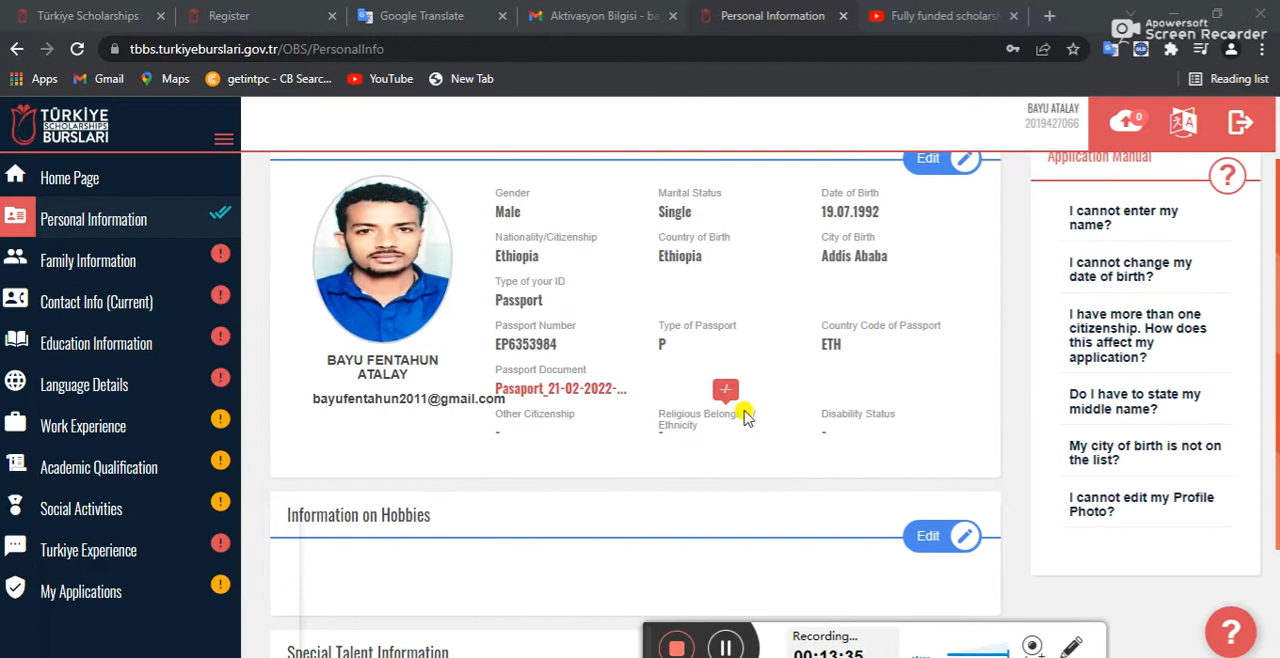 Türkiye Scholarships
Register
Google Translate
Aktivasyon Bilgisi - ba
Personal Information
Fully funded scholars
Apowersoft
Screen Recorder
tbbs.turkiyeburslari.gov.tr/OBS/PersonalInfo
Apps
Gmail
Maps
getintpc - CB Searc...
YouTube
New Tab
Reading list
TÜRKİYE
SCHOLARSHIPS
BURSLARI
BAYU ATALAY
2019427066
0
Home Page
Personal Information
Family Information
Contact Info (Current)
Education Information
Language Details
Work Experience
Academic Qualification
Social Activities
Turkiye Experience
My Applications
Edit
BAYU FENTAHUN
ATALAY
bayufentahun2011@gmail.com
Gender
Male
Marital Status
Single
Date of Birth
19.07.1992
Nationality/Citizenship
Ethiopia
Country of Birth
Ethiopia
City of Birth
Addis Ababa
Type of your ID
Passport
Passport Number
EP6353984
Type of Passport
P
Country Code of Passport
ETH
Passport Document
Pasaport_21-02-2022-...
-/-
Other Citizenship
-
Religious Belong /
Ethnicity
-
Disability Status
-
Information on Hobbies
Edit
Special Talent Information
Application Manual
?
I cannot enter my
name?
I cannot change my
date of birth?
I have more than one
citizenship. How does
this affect my
application?
Do I have to state my
middle name?
My city of birth is not on
the list?
I cannot edit my Profile
Photo?
Recording...
00:13:35
?